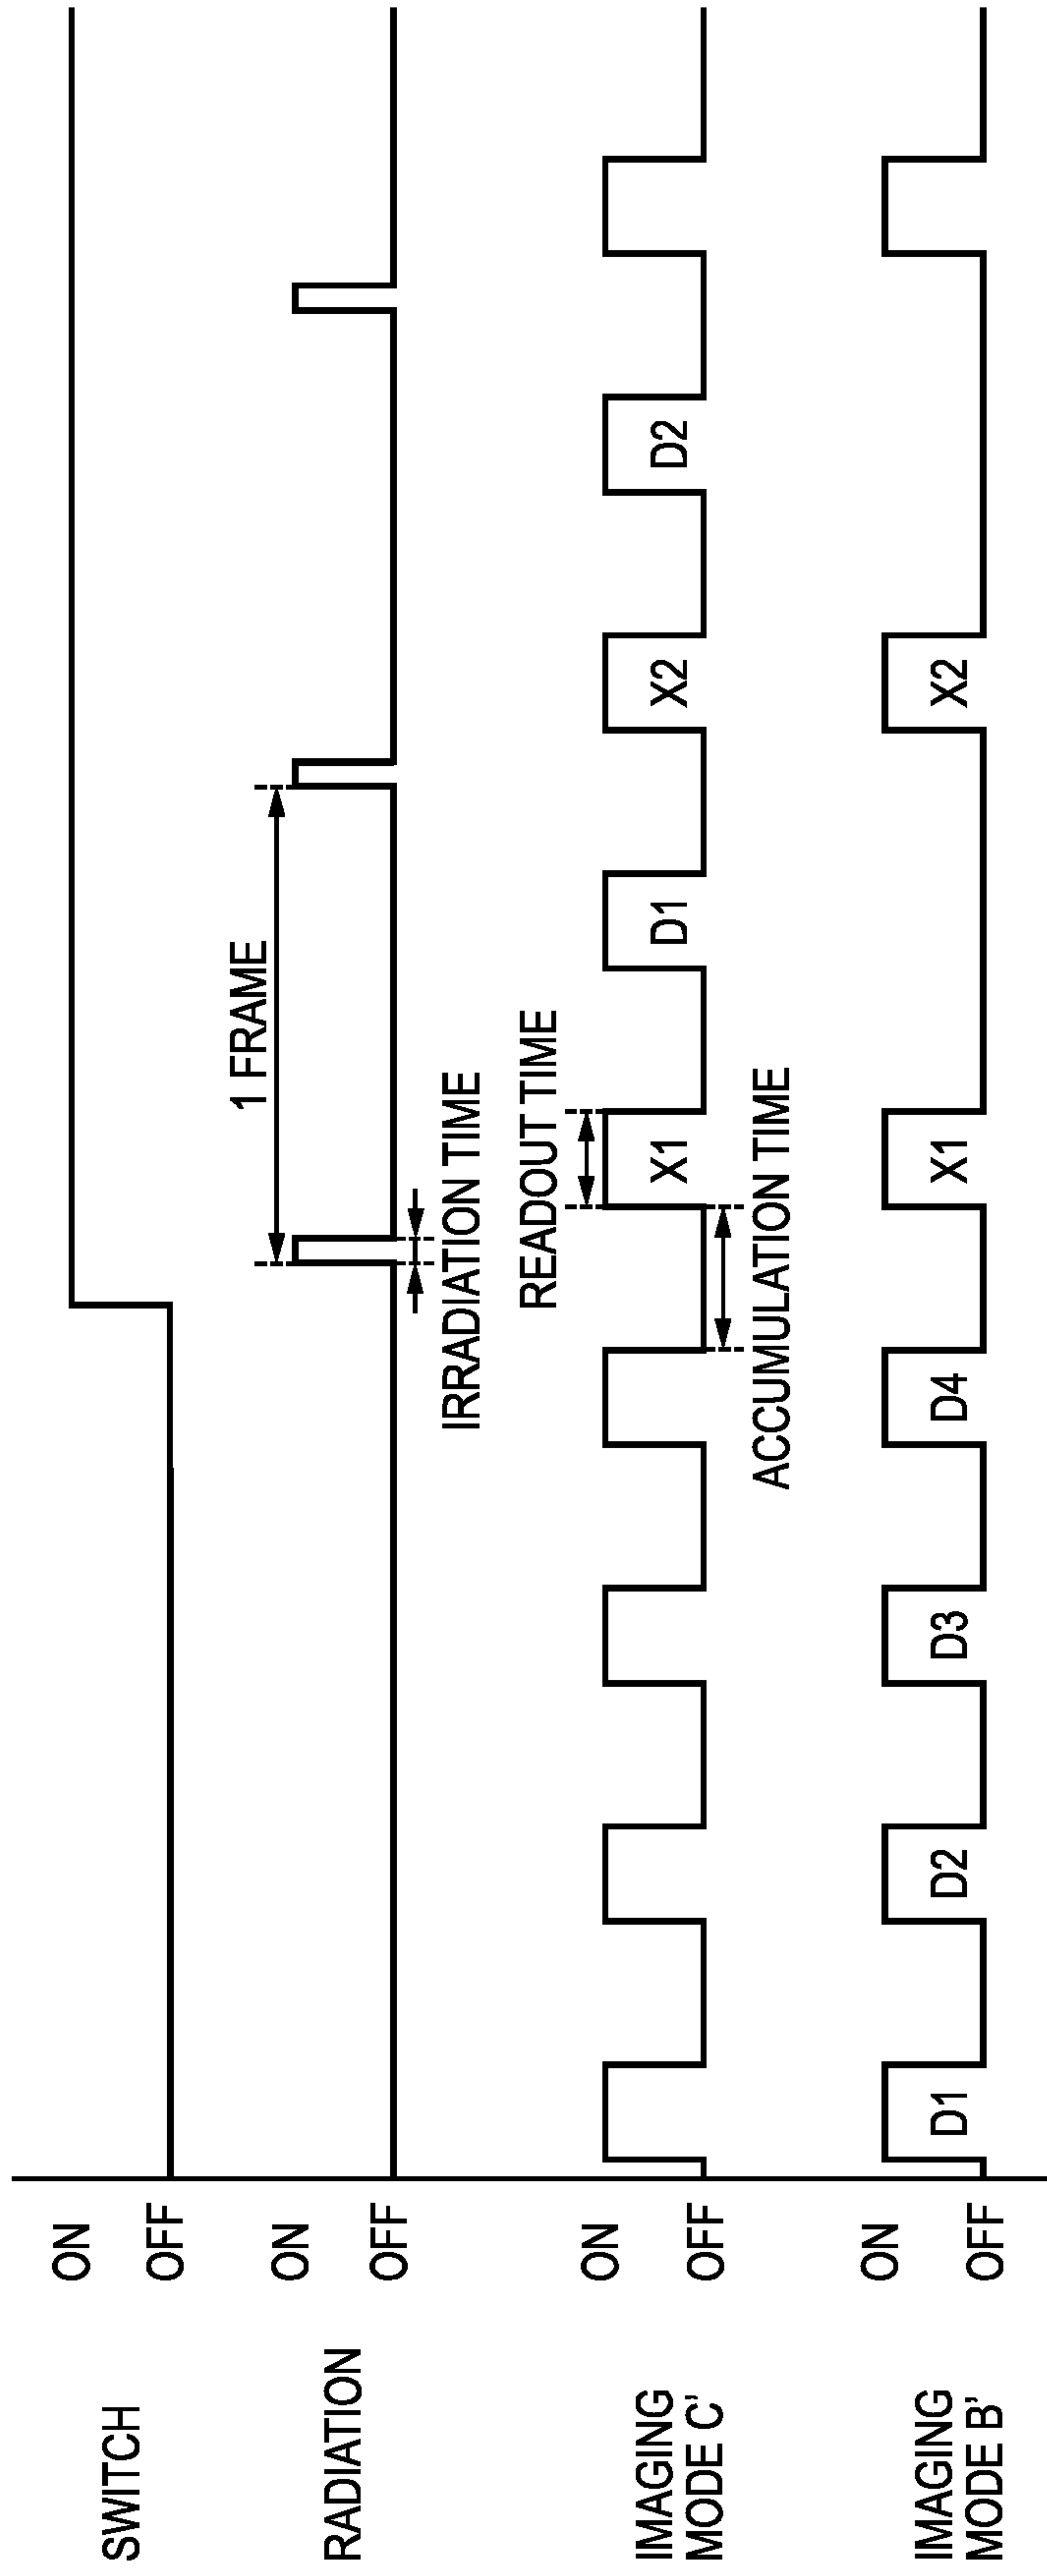 SWITCH
ON
OFF
RADIATION
ON
OFF
1 FRAME
IRRADIATION TIME
IMAGING
MODE C'
ON
OFF
READOUT TIME
X1
D1
X2
D2
ACCUMULATION TIME
IMAGING
MODE B'
ON
OFF
D1
D2
D3
D4
X1
X2